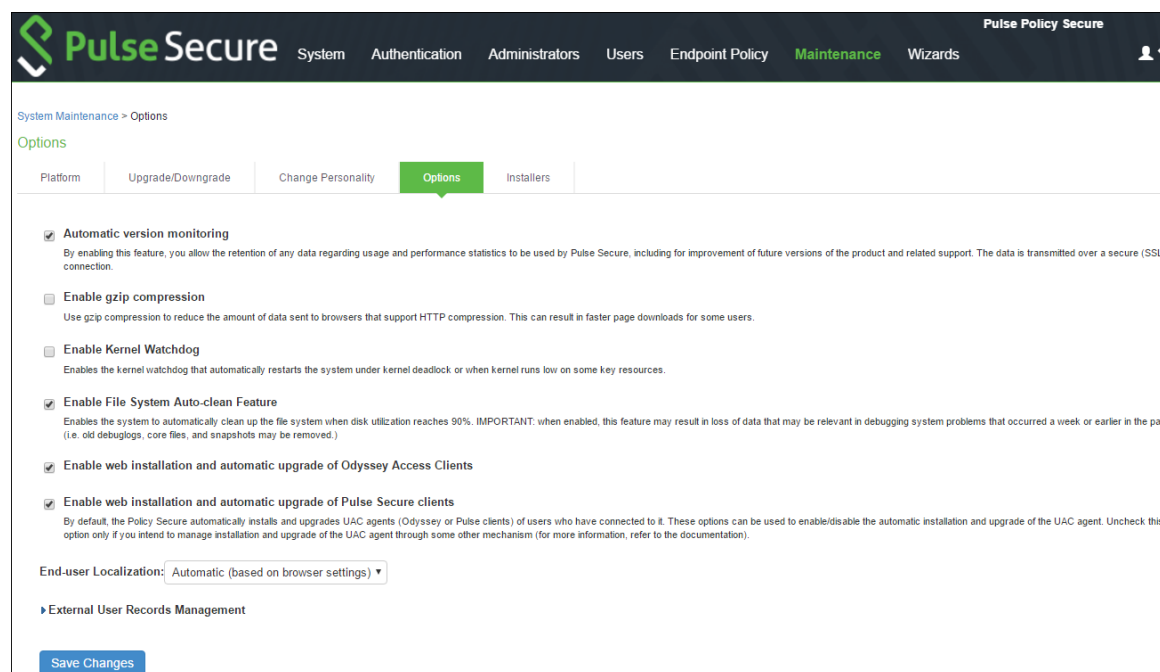 Pulse Policy Secure
Pulse Secure System Authentication Administrators Users Endpoint Policy Maintenance Wizards
System Maintenance > Options
Options
Platform Upgrade/Downgrade Change Personality Options Installers
Automatic version monitoring
By enabling this feature, you allow the retention of any data regarding usage and performance statistics to be used by Pulse Secure, including for improvement of future versions of the product and related support. The data is transmitted over a secure (SSL
connection.
Enable gzip compression
Use gzip compression to reduce the amount of data sent to browsers that support HTTP compression. This can result in faster page downloads for some users.
Enable Kernel Watchdog
Enables the kernel watchdog that automatically restarts the system under kernel deadlock or when kernel runs low on some key resources.
Enable File System Auto-clean Feature
Enables the system to automatically clean up the file system when disk utilization reaches 90%. IMPORTANT: when enabled, this feature may result in loss of data that may be relevant in debugging system problems that occurred a week or earlier in the pa
(i.e. old debuglogs, core files, and snapshots may be removed.)
Enable web installation and automatic upgrade of Odyssey Access Clients
Enable web installation and automatic upgrade of Pulse Secure clients
By default, the Policy Secure automatically installs and upgrades UAC agents (Odyssey or Pulse clients) of users who have connected to it. These options can be used to enable/disable the automatic installation and upgrade of the UAC agent. Uncheck this
option only if you intend to manage installation and upgrade of the UAC agent through some other mechanism (for more information, refer to the documentation).
End-user Localization: Automatic (based on browser settings)
External User Records Management
Save Changes